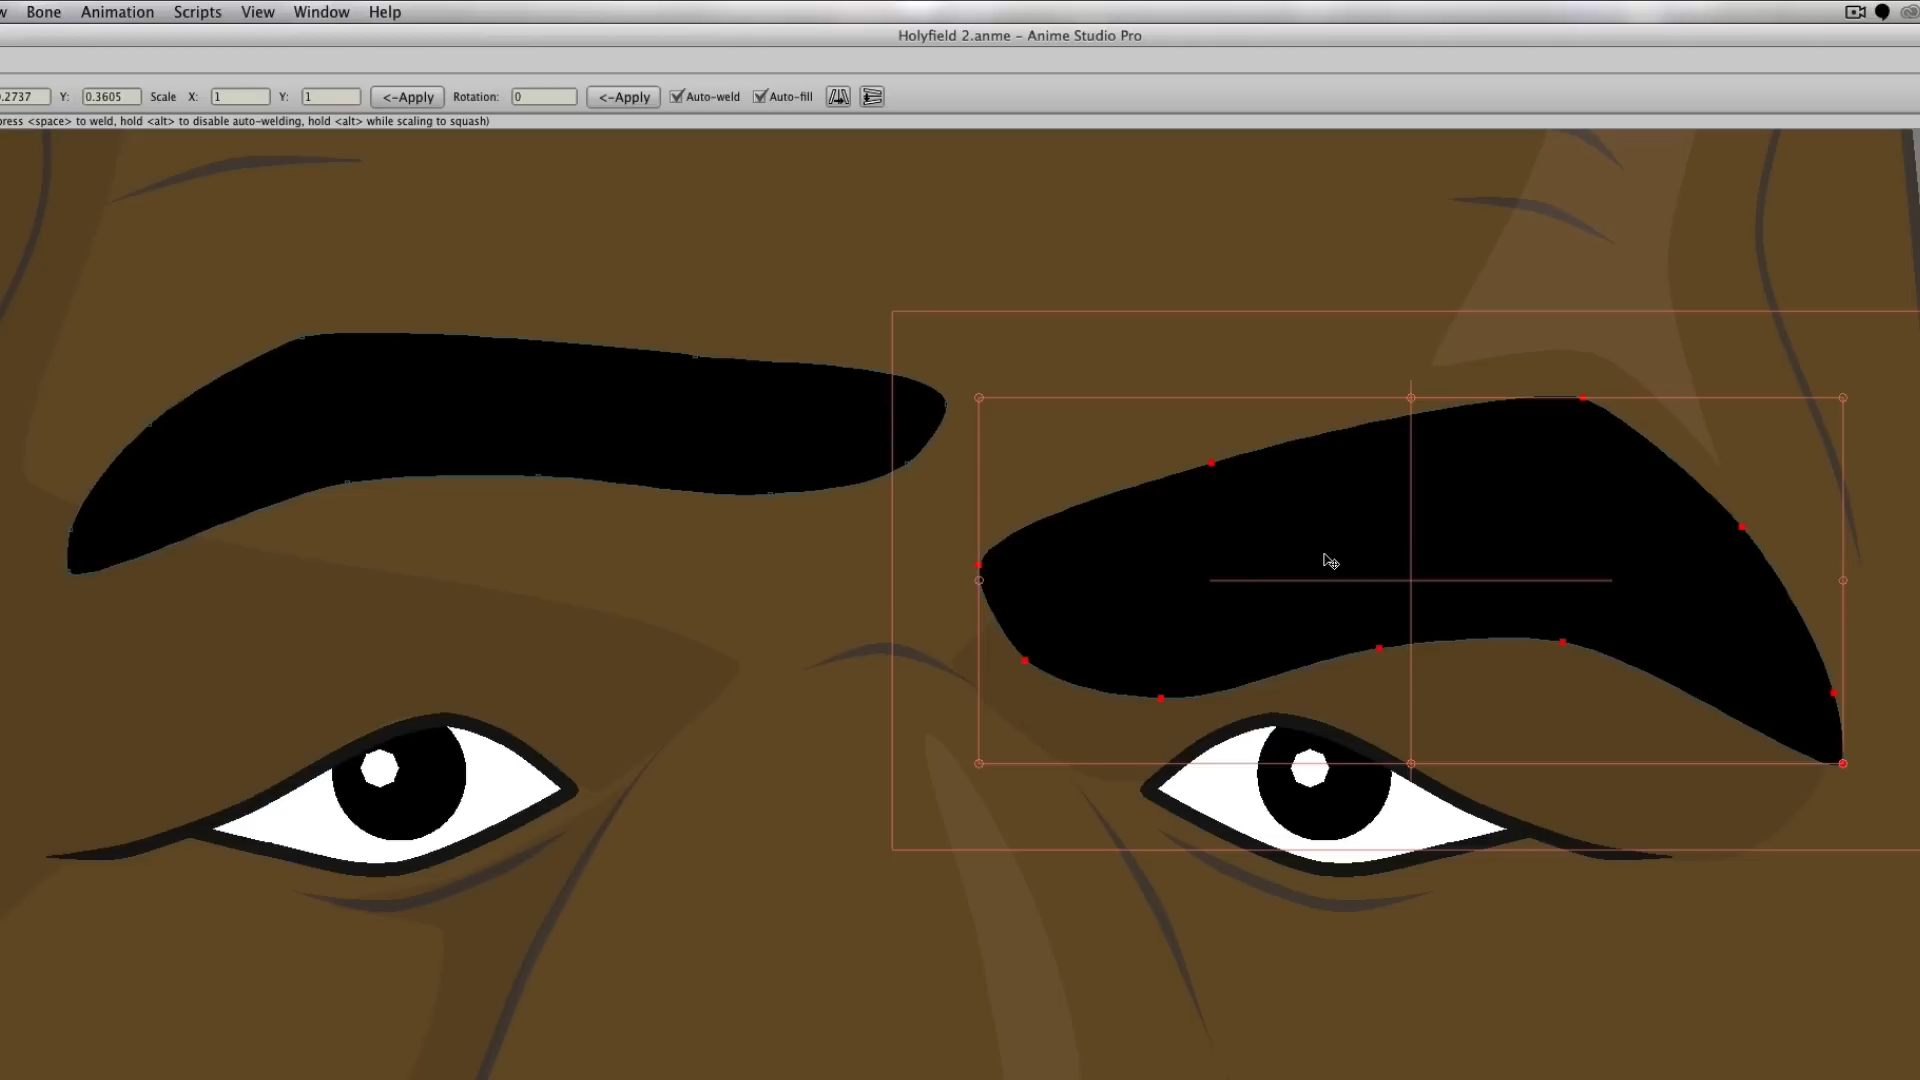 Bone Animation Scripts View Window Help
Holyfield 2.anme - Anime Studio Pro
.2737 Y: 0.3605 Scale X: 1 Y: 1 <-Apply Rotation: 0 <-Apply Auto-weld Auto-fill
press <space> to weld, hold <alt> to disable auto-welding, hold <alt> while scaling to squash)